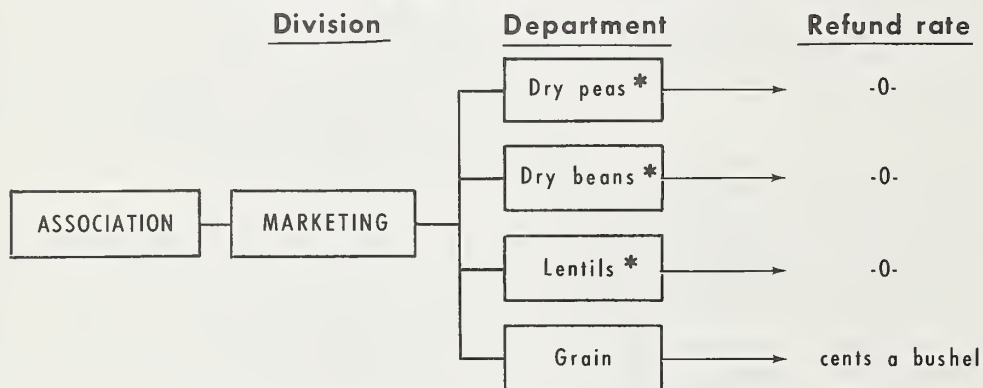 Division Department Refund rate
Dry peas * -0-
Dry beans * -0-
ASSOCIATION MARKETING
Lentils * -0-
Grain cents a bushel